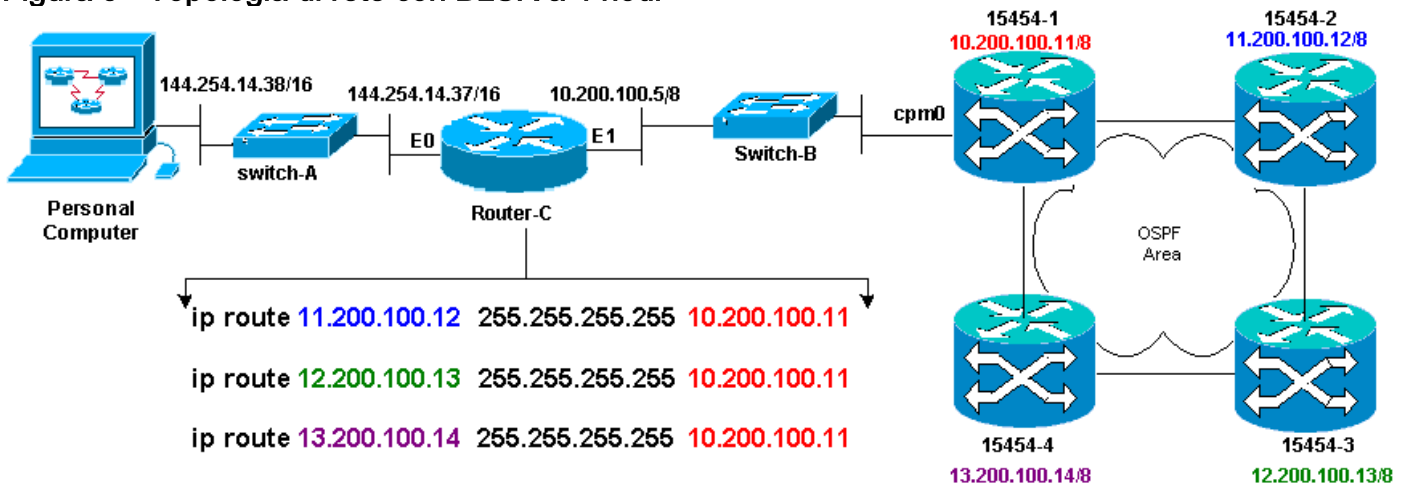 15454-1
10.200.100.11/8
15454-2
11.200.100.12/8
144.254.14.38/16
144.254.14.37/16
10.200.100.5/8
cpm0
E0
E1
switch-A
Switch-B
Personal
Computer
Router-C
OSPF
Area
ip route 11.200.100.12 255.255.255.255 10.200.100.11
ip route 12.200.100.13 255.255.255.255 10.200.100.11
ip route 13.200.100.14 255.255.255.255 10.200.100.11
15454-4
13.200.100.14/8
15454-3
12.200.100.13/8